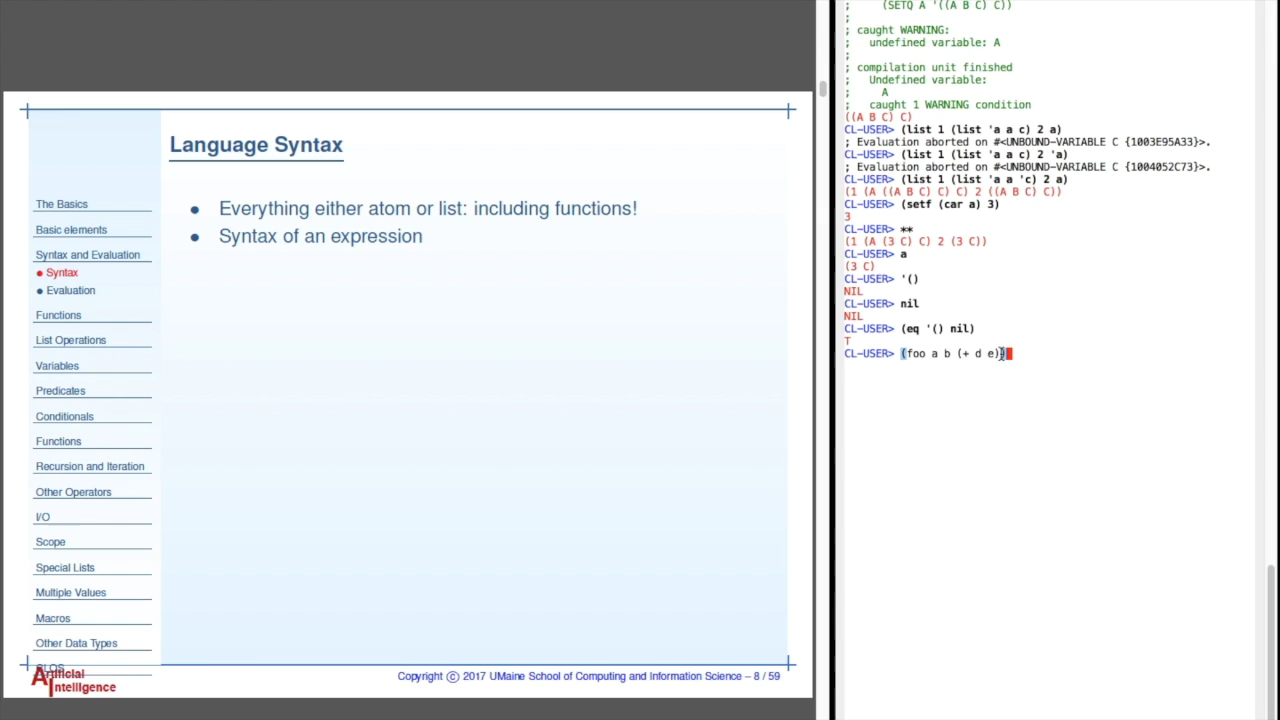 Language Syntax
The Basics
Basic elements
Syntax and Evaluation
● Syntax
● Evaluation
Functions
List Operations
Variables
Predicates
Conditionals
Functions
Recursion and Iteration
Other Operators
I/O
Scope
Special Lists
Multiple Values
Macros
Other Data Types
CLOS
● Everything either atom or list: including functions!
● Syntax of an expression
Artificial
Intelligence
Copyright © 2017 UMaine School of Computing and Information Science – 8 / 59
;     (SETQ A '((A B C) C))
;
; caught WARNING:
;   undefined variable: A
;
; compilation unit finished
;   Undefined variable:
;     A
;   caught 1 WARNING condition
((A B C) C)
CL-USER> (list 1 (list 'a a c) 2 a)
; Evaluation aborted on #<UNBOUND-VARIABLE C {1003E95A33}>.
CL-USER> (list 1 (list 'a a c) 2 'a)
; Evaluation aborted on #<UNBOUND-VARIABLE C {1004052C73}>.
CL-USER> (list 1 (list 'a a 'c) 2 a)
(1 (A ((A B C) C) C) 2 ((A B C) C))
CL-USER> (setf (car a) 3)
3
CL-USER> **
(1 (A (3 C) C) 2 (3 C))
CL-USER> a
(3 C)
CL-USER> '()
NIL
CL-USER> nil
NIL
CL-USER> (eq '() nil)
T
CL-USER> (foo a b (+ d e))